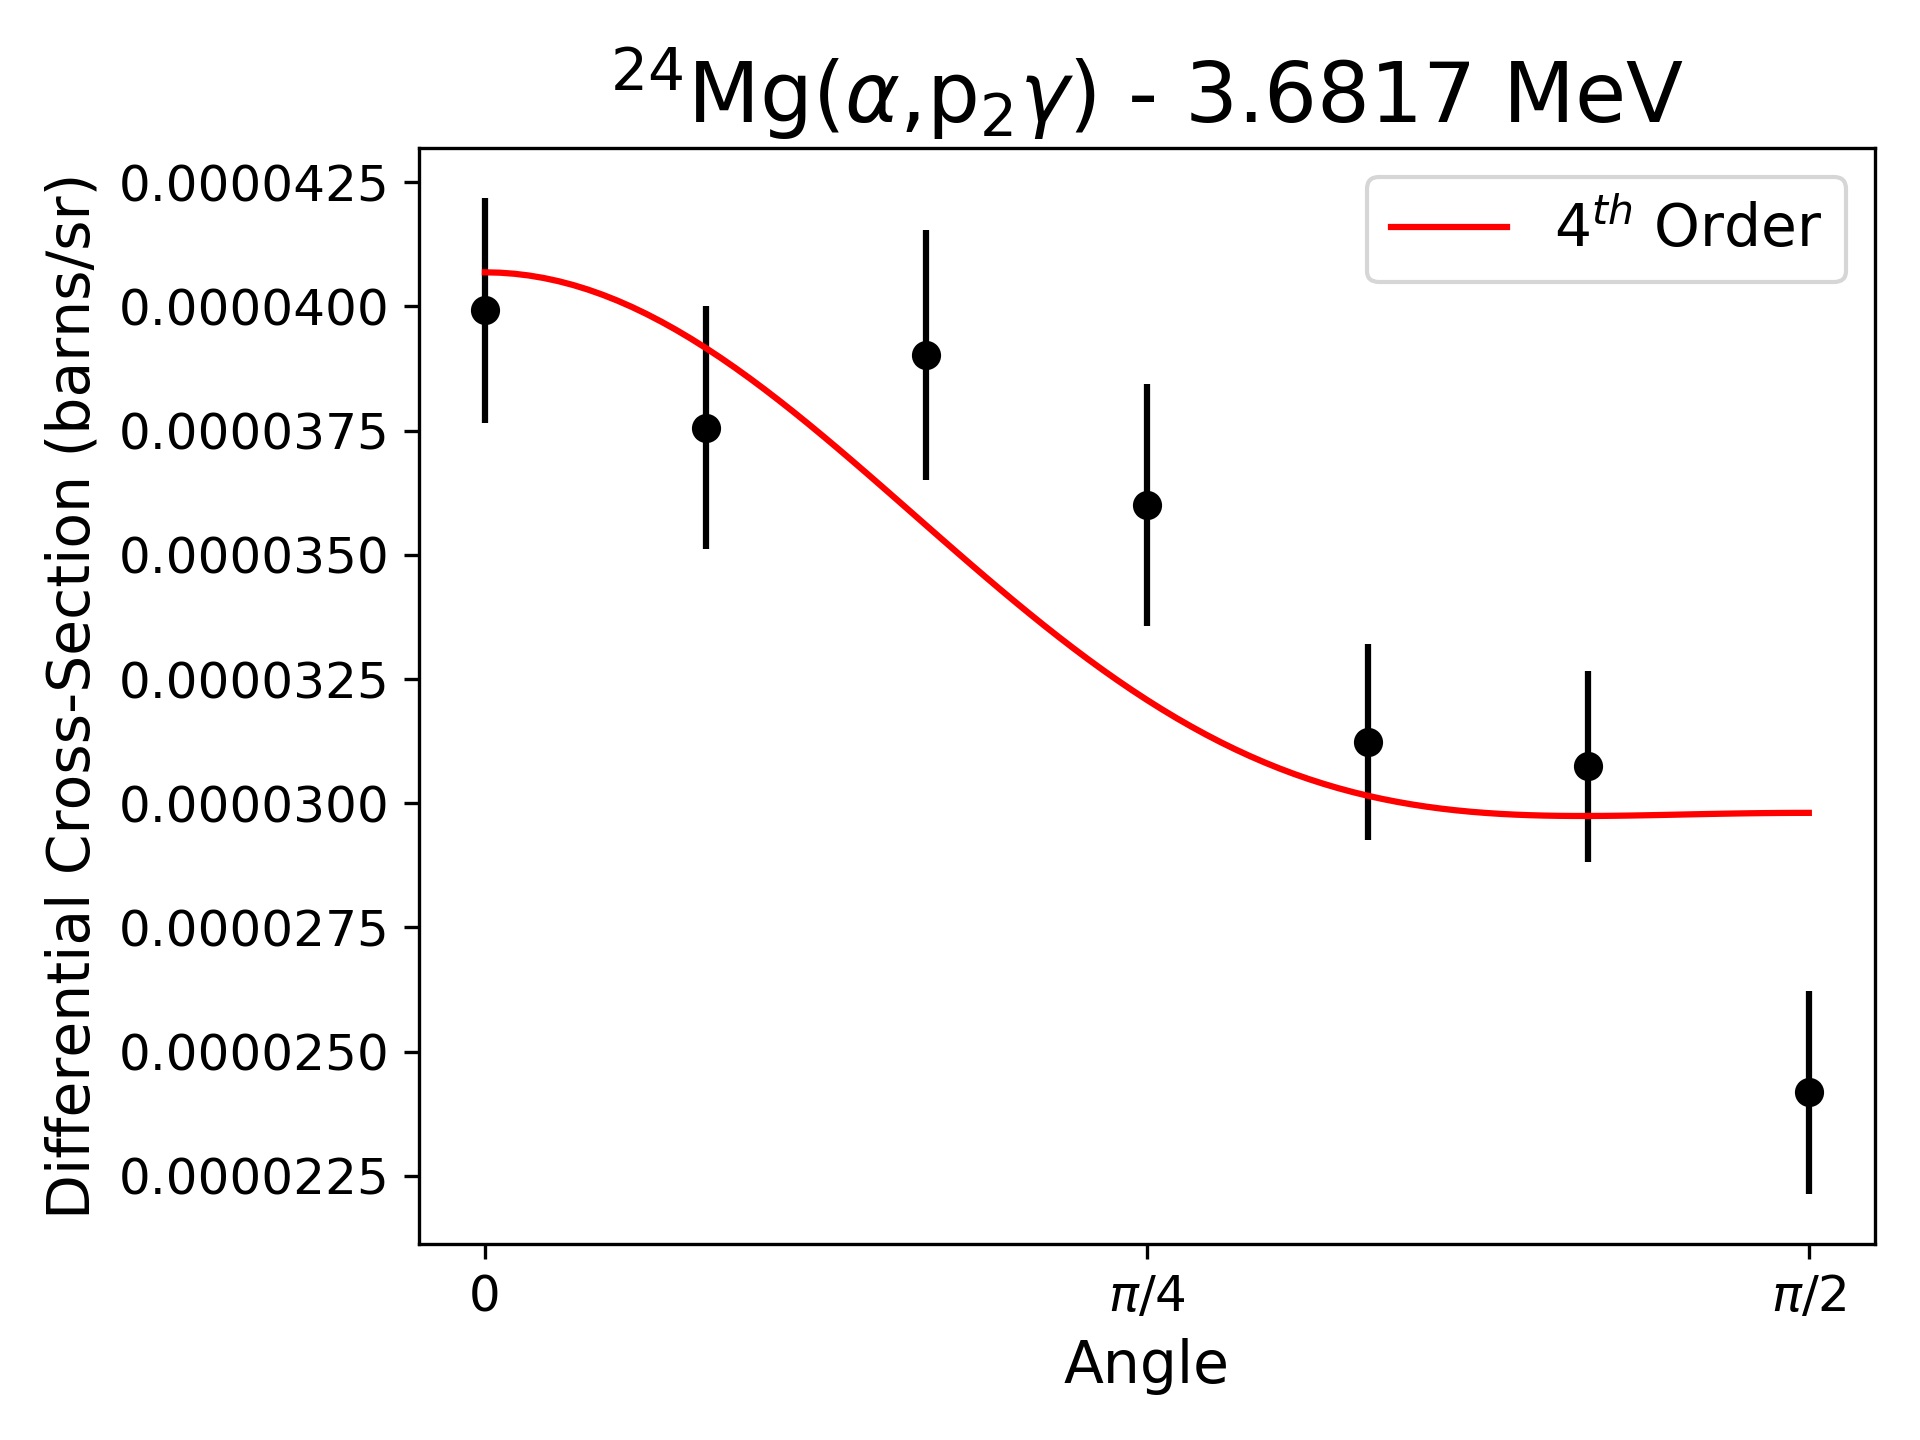 ²⁴Mg(α,p₂γ) - 3.6817 MeV
4ᵗʰ Order
Differential Cross-Section (barns/sr)
0.0000425
0.0000400
0.0000375
0.0000350
0.0000325
0.0000300
0.0000275
0.0000250
0.0000225
0 π/4 π/2
Angle